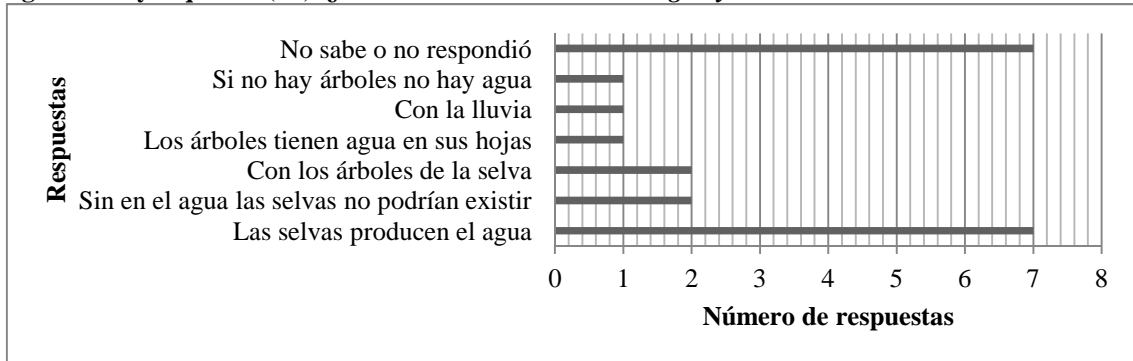 No sabe o no respondió
Si no hay árboles no hay agua
Con la lluvia
Los árboles tienen agua en sus hojas
Con los árboles de la selva
Sin en el agua las selvas no podrían existir
Las selvas producen el agua
Respuestas
0 1 2 3 4 5 6 7 8
Número de respuestas